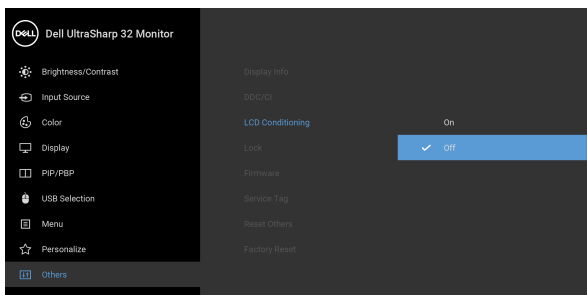 DELL Dell UltraSharp 32 Monitor
Brightness/Contrast
Input Source
Color
Display
PIP/PBP
USB Selection
Menu
Personalize
Others
Display Info
DDC/CI
LCD Conditioning
Lock
Firmware
Service Tag
Reset Others
Factory Reset
On
Off